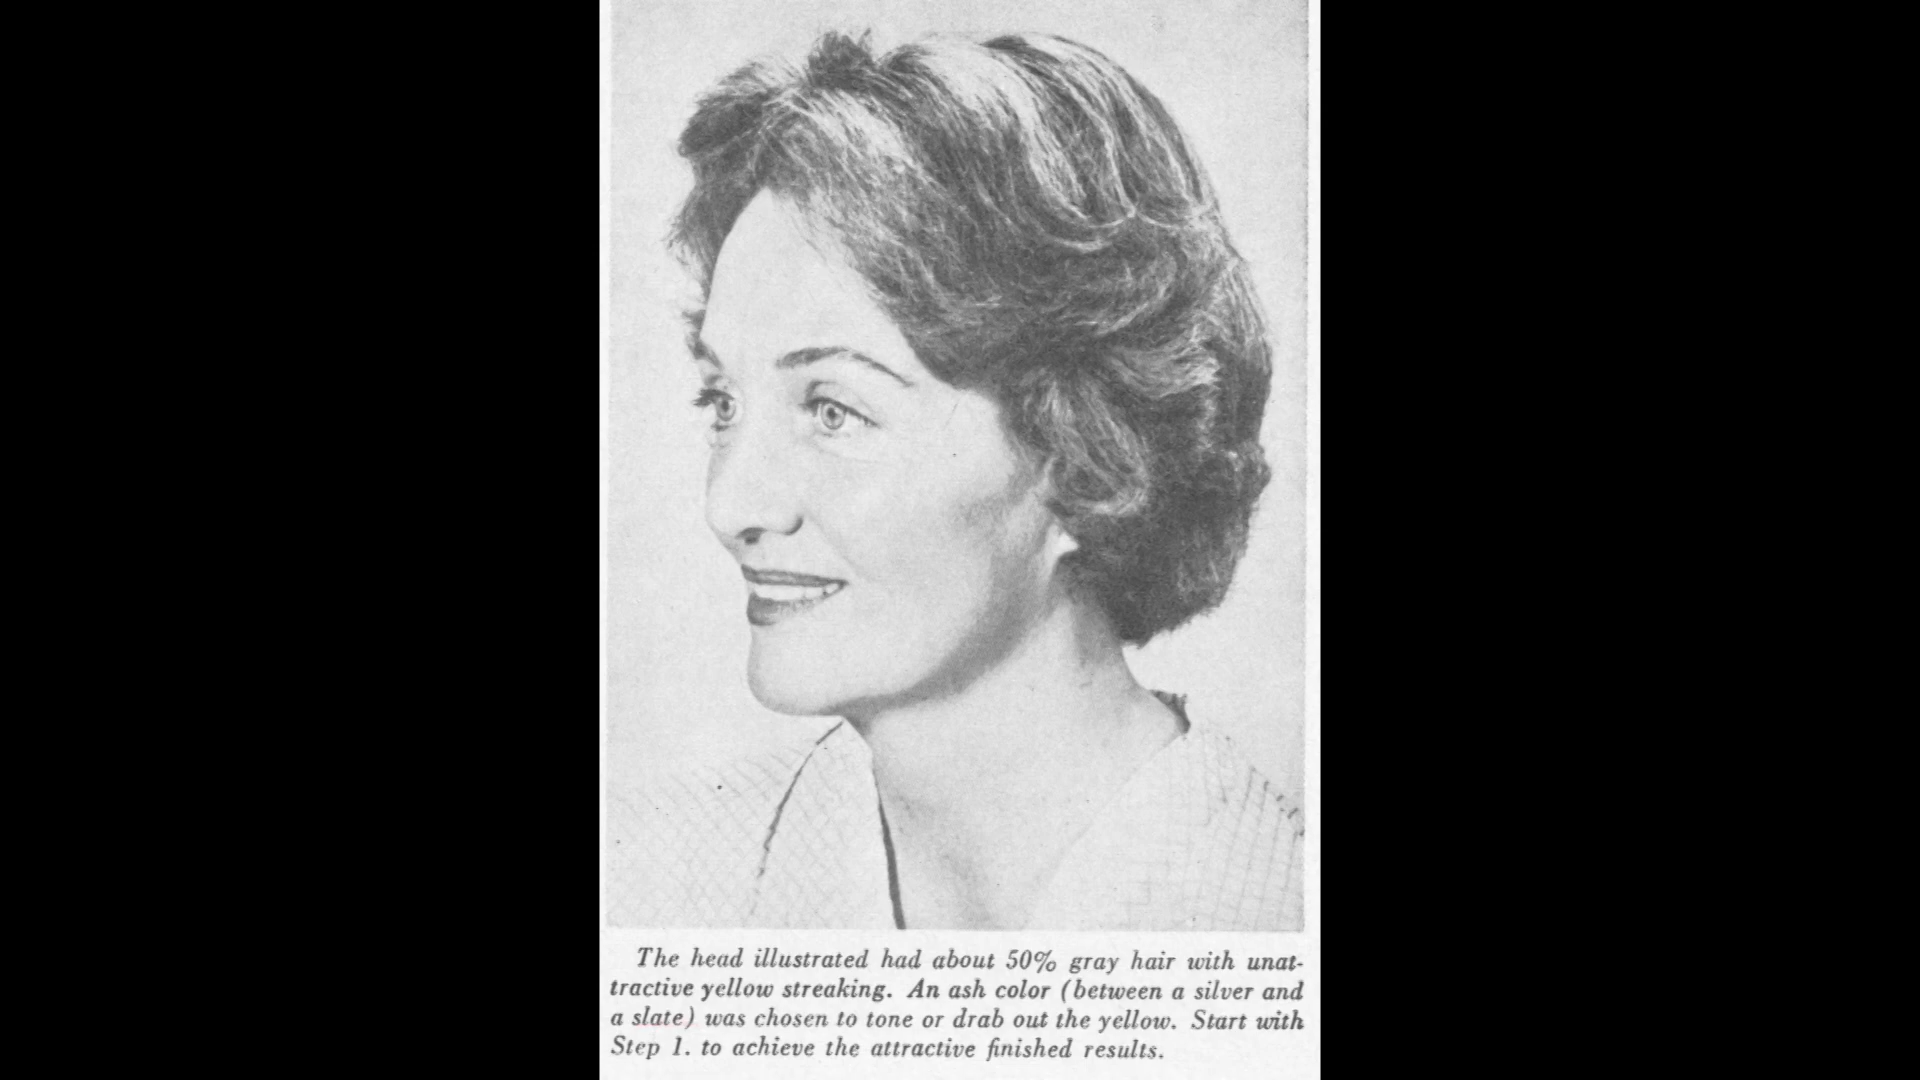 The head illustrated had about 50% gray hair with unat-
tractive yellow streaking. An ash color (between a silver and
a slate) was chosen to tone or drab out the yellow. Start with
Step 1. to achieve the attractive finished results.